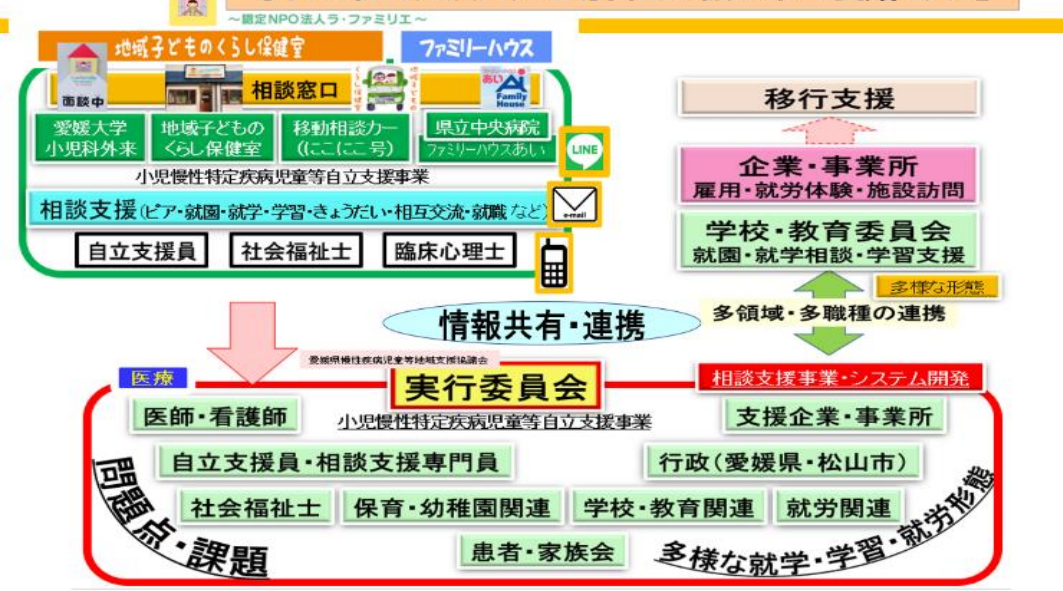 ～認定NPO法人ラ・ファミリエ～
地域子どものくらし保健室
ファミリーハウス
面談中
相談窓口
あい
Family
House
愛媛大学
小児科外来
地域子どもの
くらし保健室
移動相談カー
(にこにこ号)
県立中央病院
ファミリーハウスあい
LINE
小児慢性特定疾病児童等自立支援事業
相談支援(ピア・就園・就学・学習・きょうだい・相互交流・就職など)
e-mail
自立支援員
社会福祉士
臨床心理士
移行支援
企業・事業所
雇用・就労体験・施設訪問
学校・教育委員会
就園・就学相談・学習支援
多様な形態
多領域・多職種の連携
情報共有・連携
愛媛県慢性疾病児童等地域支援協議会
医療
実行委員会
相談支援事業・システム開発
医師・看護師
小児慢性特定疾病児童等自立支援事業
支援企業・事業所
自立支援員・相談支援専門員
行政(愛媛県・松山市)
社会福祉士
保育・幼稚園関連
学校・教育関連
就労関連
患者・家族会
問題点・課題
多様な就学・学習・就労形態